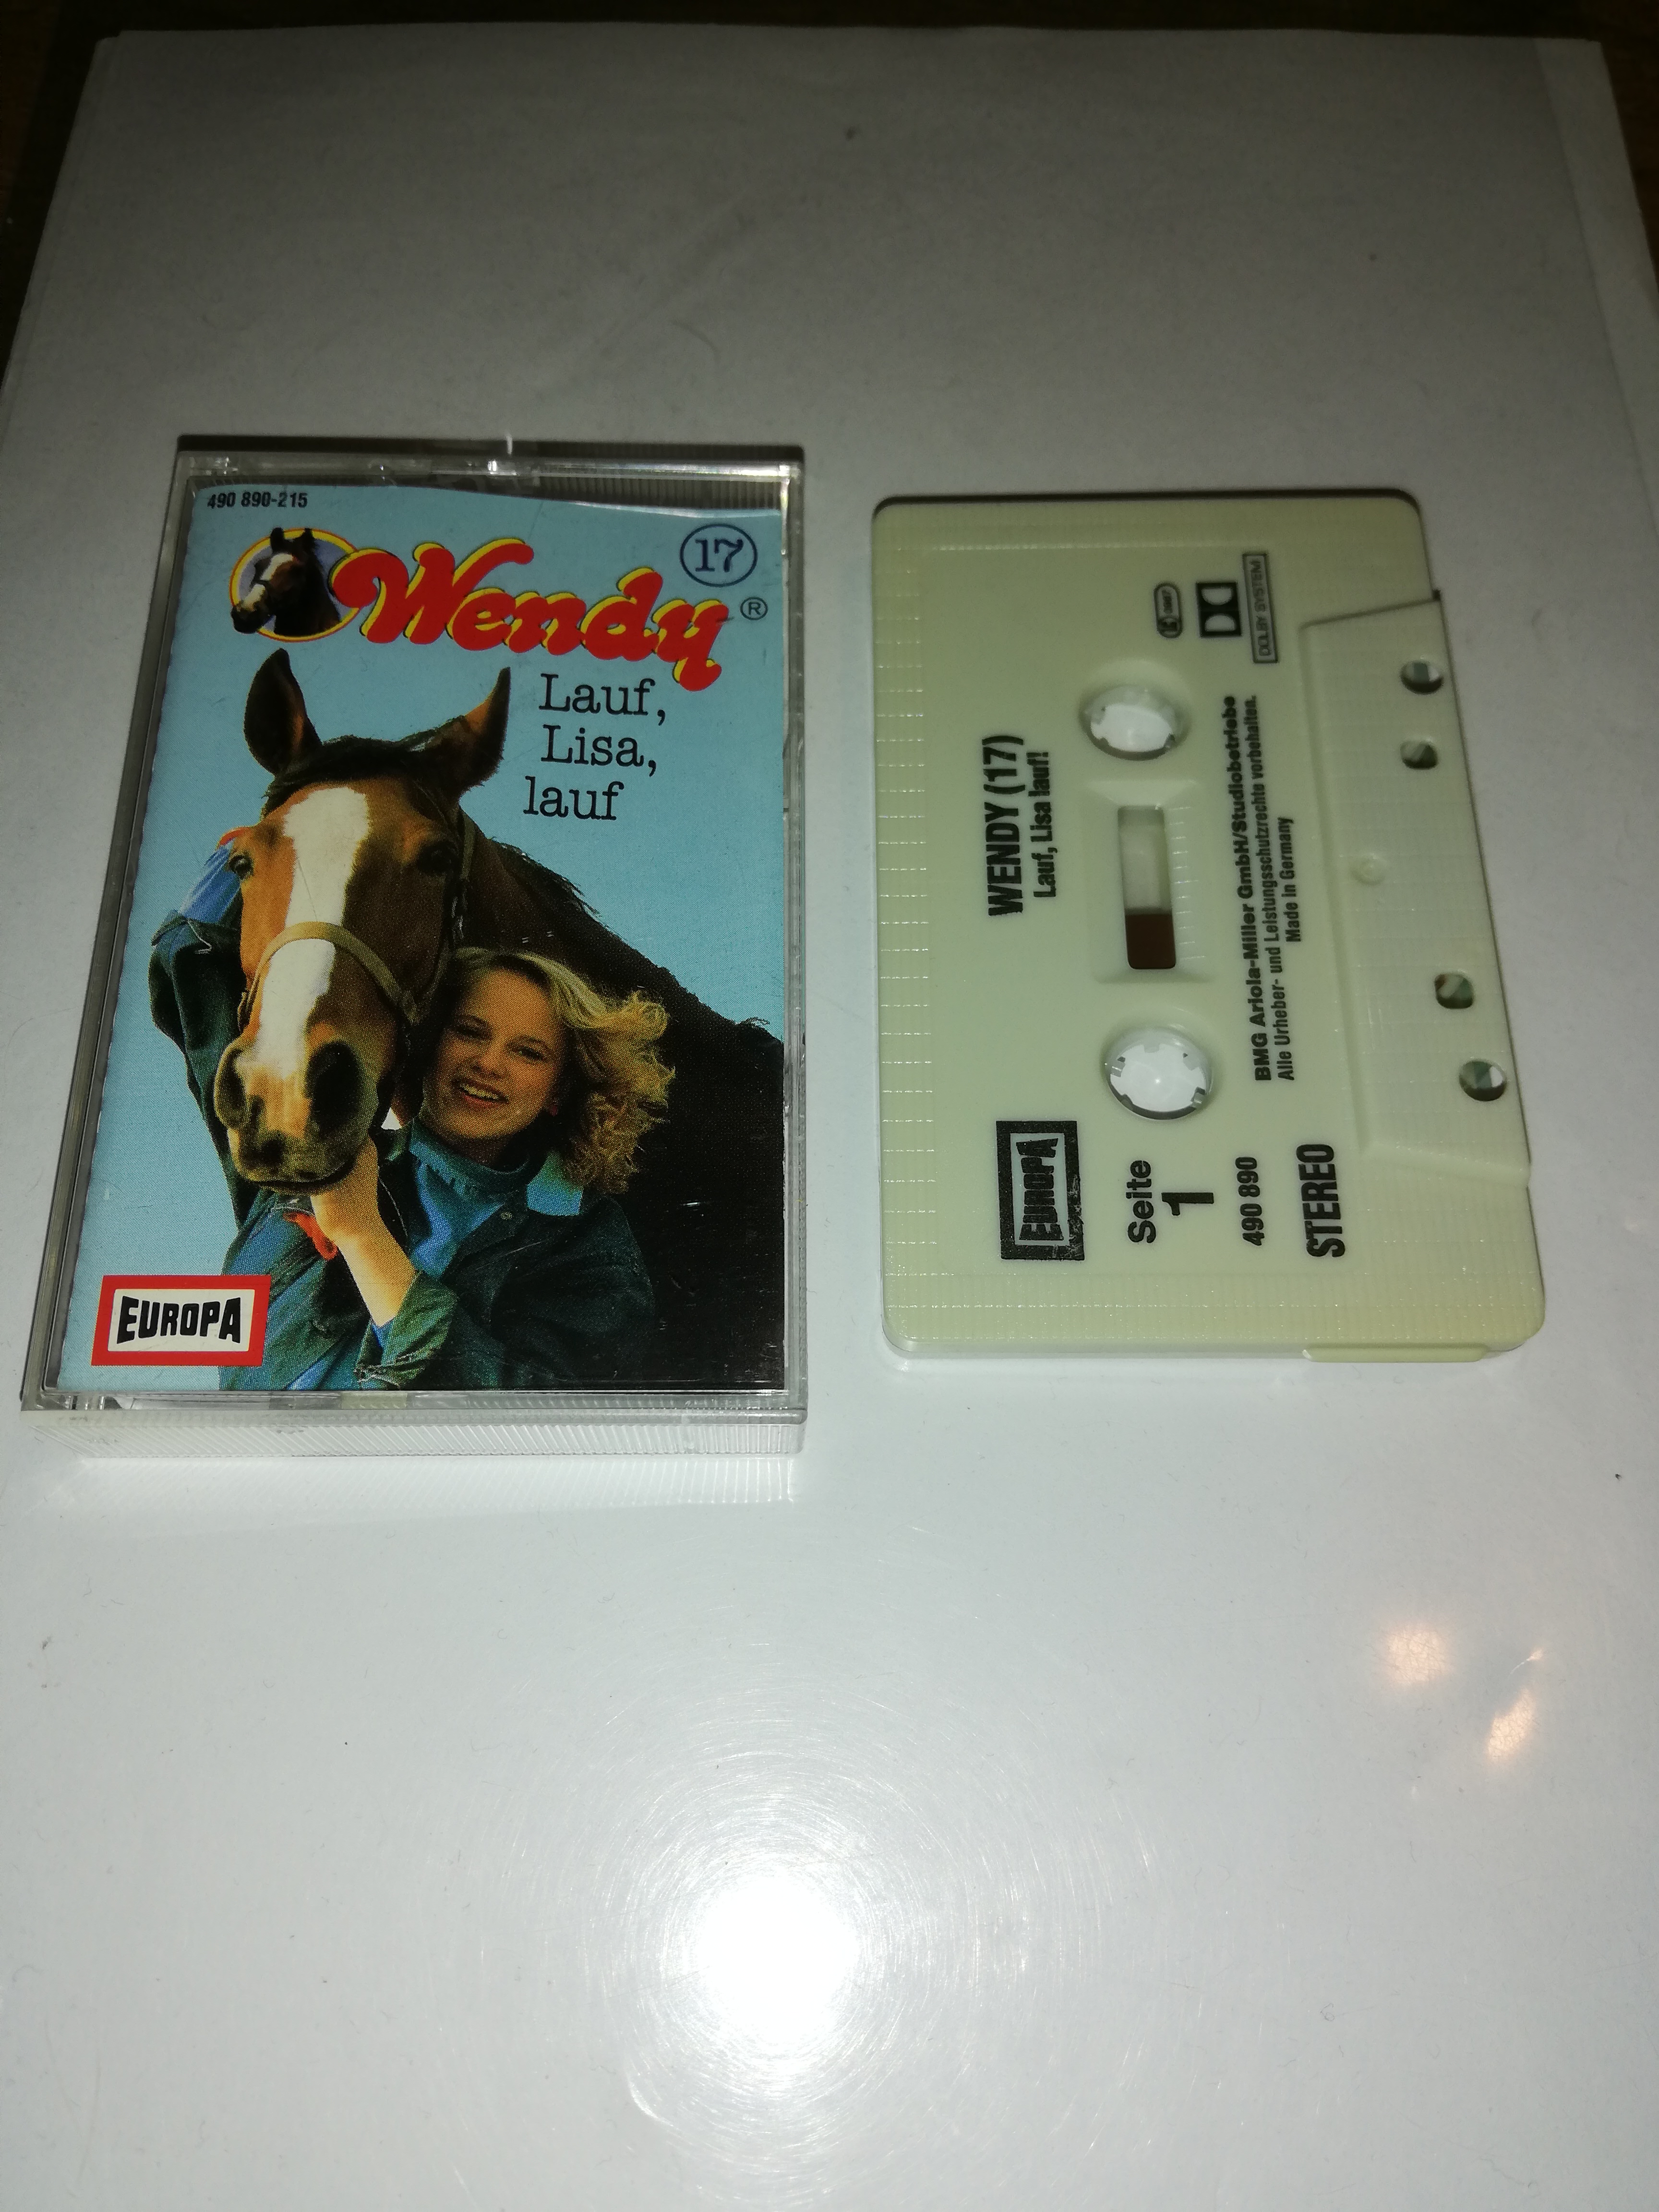 490 890-215
17
Wendy ®
Lauf,
Lisa,
lauf
EUROPA
WENDY (17)
Lauf, Lisa lauf!
EUROPA
Seite
1
490 890
STEREO
DOLBY SYSTEM
BMG Ariola-Miller GmbH/Studiobetriebe
Alle Urheber- und Leistungsschutzrechte vorbehalten.
Made in Germany